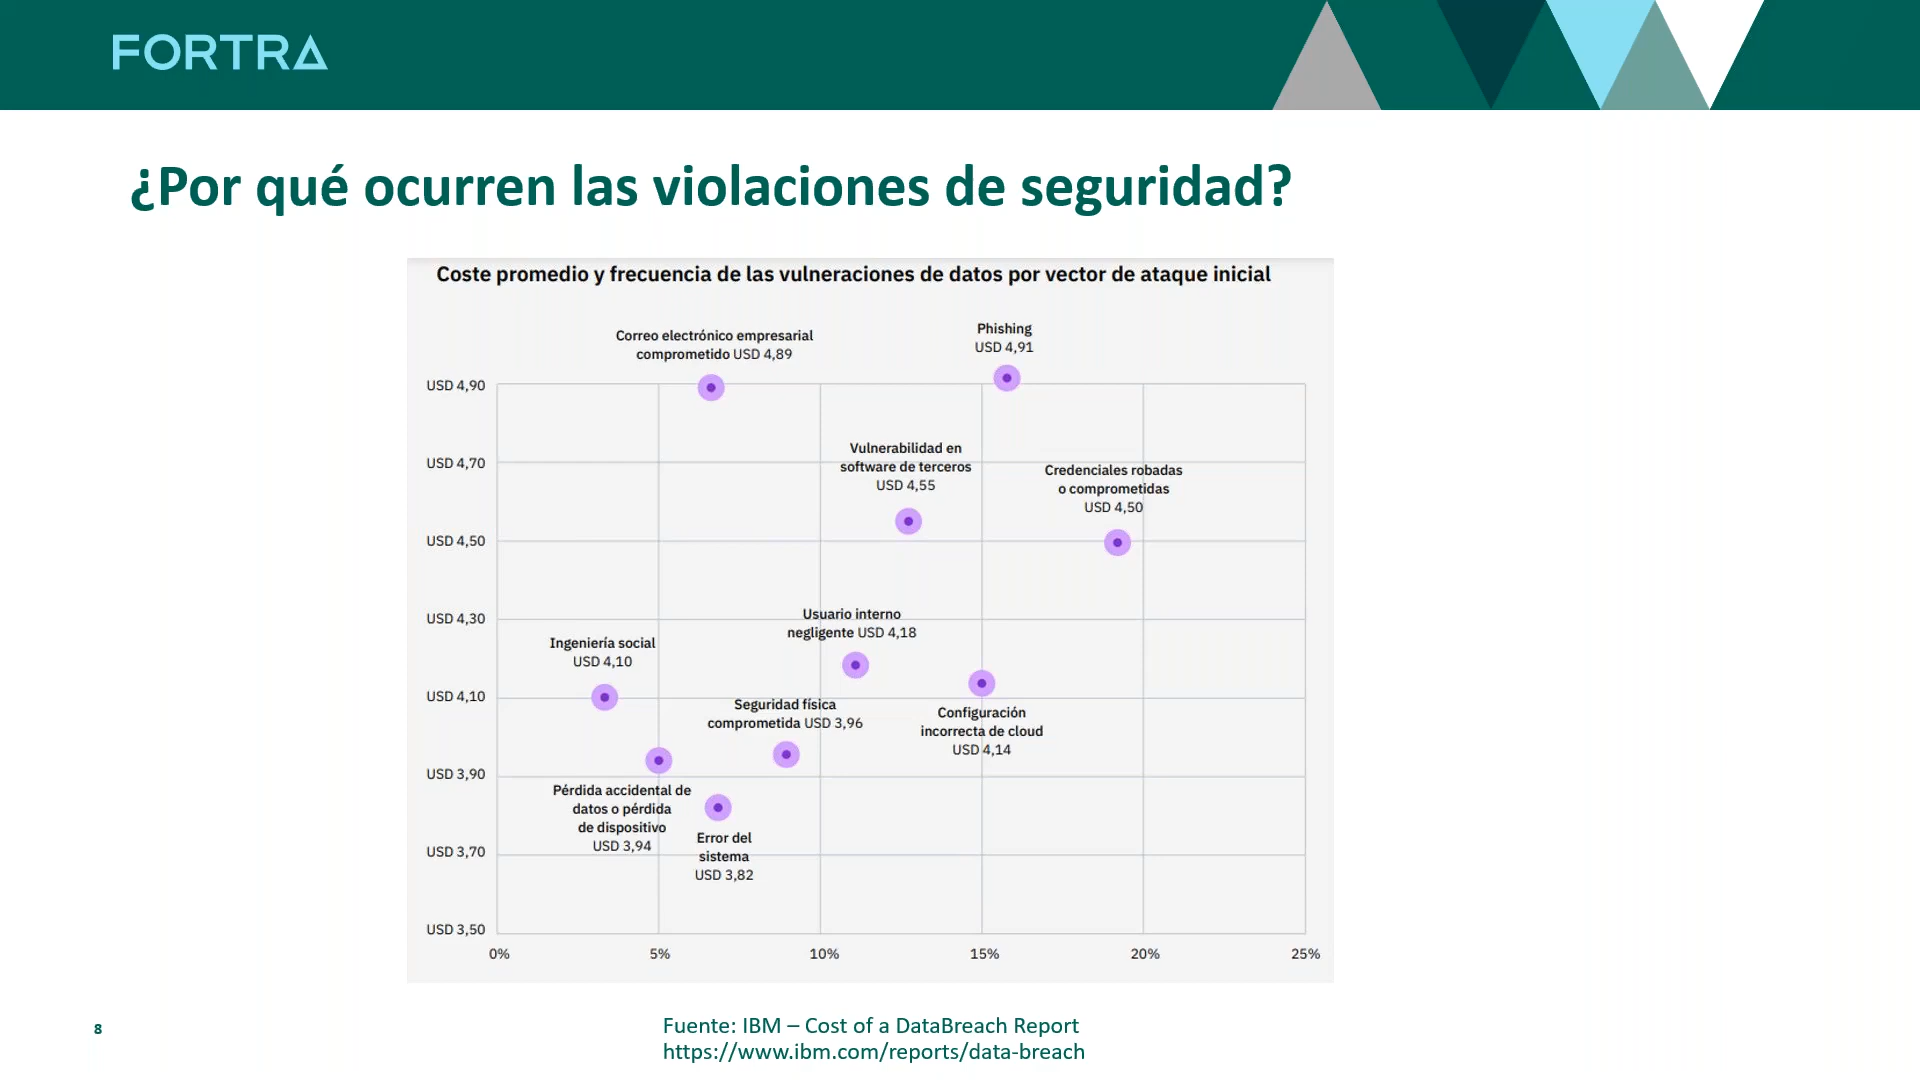 FORTRA
¿Por qué ocurren las violaciones de seguridad?
Coste promedio y frecuencia de las vulneraciones de datos por vector de ataque inicial
Correo electrónico empresarial
comprometido USD 4,89
Phishing
USD 4,91
Vulnerabilidad en
software de terceros
USD 4,55
Credenciales robadas
o comprometidas
USD 4,50
Usuario interno
negligente USD 4,18
Ingeniería social
USD 4,10
Seguridad física
comprometida USD 3,96
Configuración
incorrecta de cloud
USD 4,14
Pérdida accidental de
datos o pérdida
de dispositivo
USD 3,94
Error del
sistema
USD 3,82
USD 4,90
USD 4,70
USD 4,50
USD 4,30
USD 4,10
USD 3,90
USD 3,70
USD 3,50
0% 5% 10% 15% 20% 25%
8
Fuente: IBM – Cost of a DataBreach Report
https://www.ibm.com/reports/data-breach